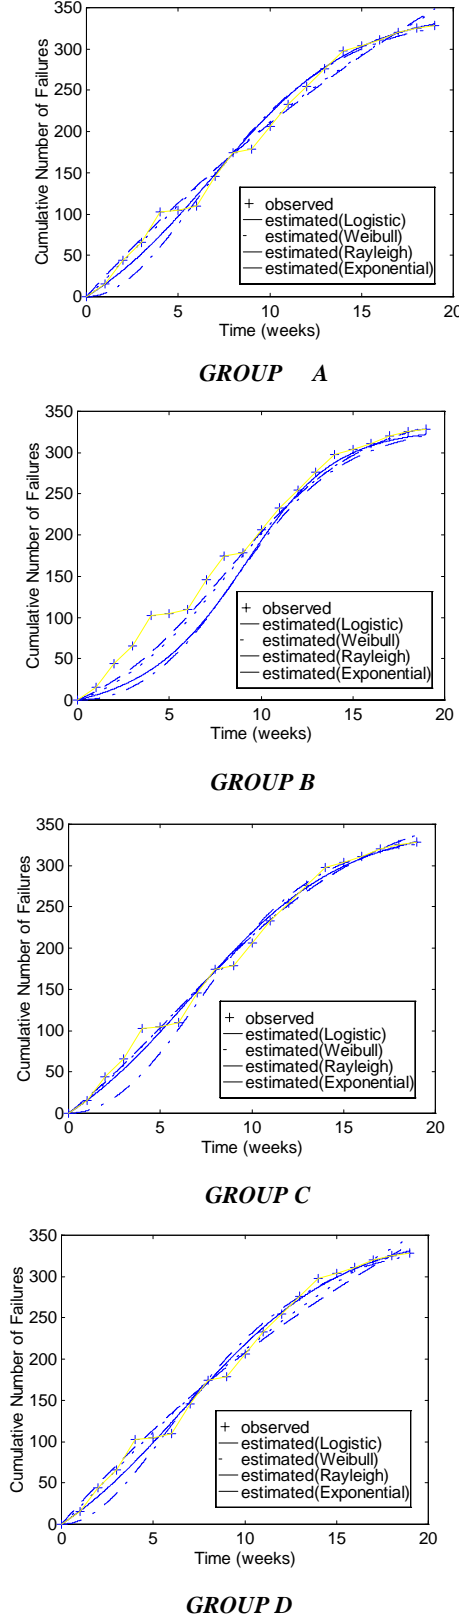 350
300
250
200
150
100
50
0
Cumulative Number of Failures
observed
estimated(Logistic)
estimated(Weibull)
estimated(Rayleigh)
estimated(Exponential)
0 5 10 15 20
Time (weeks)
GROUP A
350
300
250
200
150
100
50
0
Cumulative Number of Failures
observed
estimated(Logistic)
estimated(Weibull)
estimated(Rayleigh)
estimated(Exponential)
0 5 10 15 20
Time (weeks)
GROUP B
350
300
250
200
150
100
50
0
Cumulative Number of Failures
observed
estimated(Logistic)
estimated(Weibull)
estimated(Rayleigh)
estimated(Exponential)
0 5 10 15 20
Time (weeks)
GROUP C
350
300
250
200
150
100
50
0
Cumulative Number of Failures
observed
estimated(Logistic)
estimated(Weibull)
estimated(Rayleigh)
estimated(Exponential)
0 5 10 15 20
Time (weeks)
GROUP D